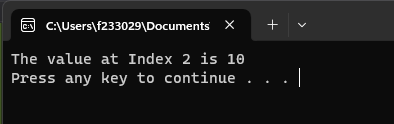 C:\Users\f233029\Documents
The value at Index 2 is 10
Press any key to continue . . .